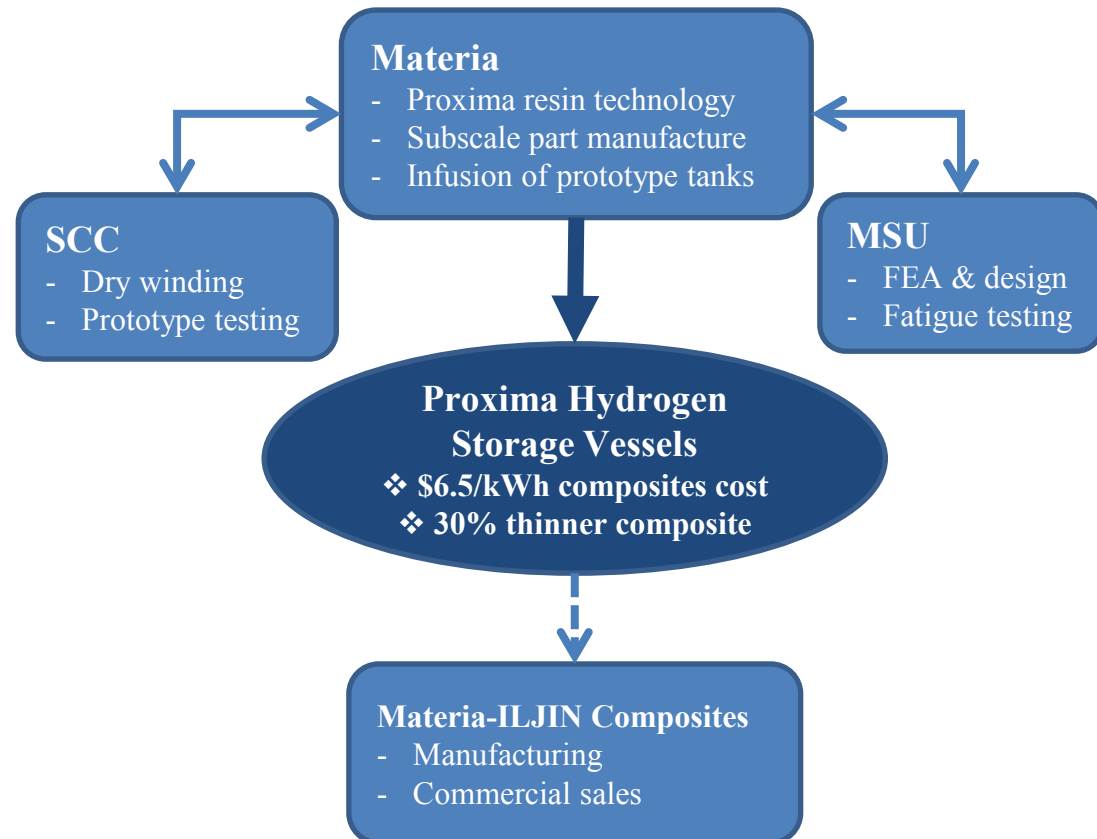 Materia
- Proxima resin technology
- Subscale part manufacture
- Infusion of prototype tanks
SCC
- Dry winding
- Prototype testing
MSU
- FEA & design
- Fatigue testing
Proxima Hydrogen
Storage Vessels
❖ $6.5/kWh composites cost
❖ 30% thinner composite
Materia-ILJIN Composites
- Manufacturing
- Commercial sales